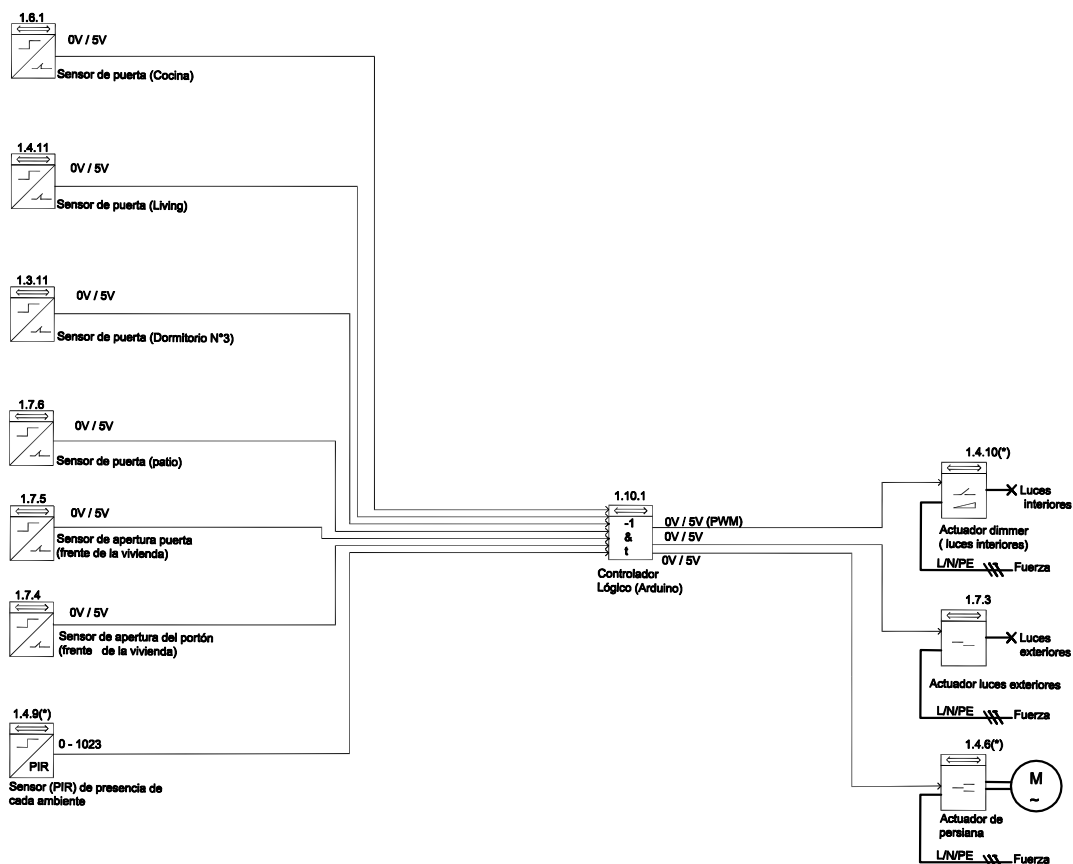 1.6.1
0V / 5V
Sensor de puerta (Cocina)
1.4.11
0V / 5V
Sensor de puerta (Living)
1.3.11
0V / 5V
Sensor de puerta (Dormitorio N°3)
1.7.6
0V / 5V
Sensor de puerta (patio)
1.7.5
0V / 5V
Sensor de apertura puerta
(frente de la vivienda)
1.7.4
0V / 5V
Sensor de apertura del portón
(frente de la vivienda)
1.4.9(*)
0 - 1023
PIR
Sensor (PIR) de presencia de
cada ambiente
1.10.1
-1
&
t
Controlador
Lógico (Arduino)
0V / 5V (PWM)
0V / 5V
0V / 5V
1.4.10(*)
Luces
interiores
Actuador dimmer
( luces interiores)
L/N/PE
Fuerza
1.7.3
Luces
exteriores
Actuador luces exteriores
L/N/PE
Fuerza
1.4.6(*)
M
~
Actuador de
persiana
L/N/PE
Fuerza